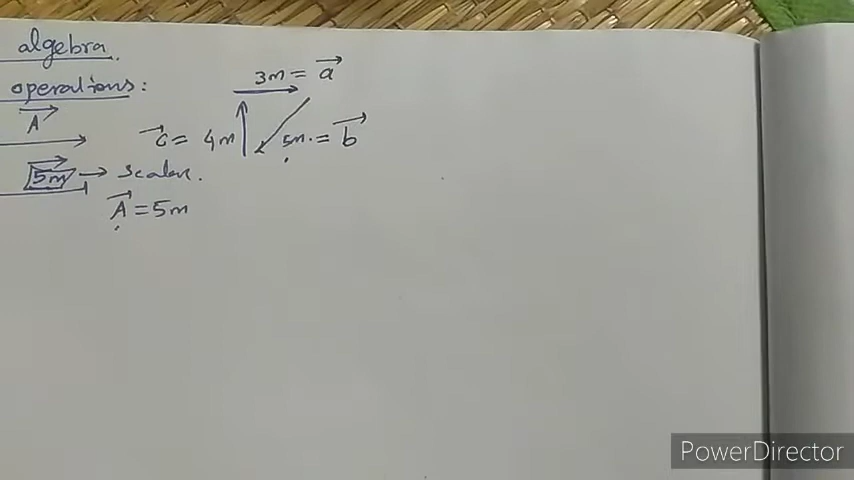 algebra.
operations:
3m = a⃗
A⃗
c⃗ = 4m
5m. = b⃗
5m → scalar.
A⃗ = 5m
PowerDirector